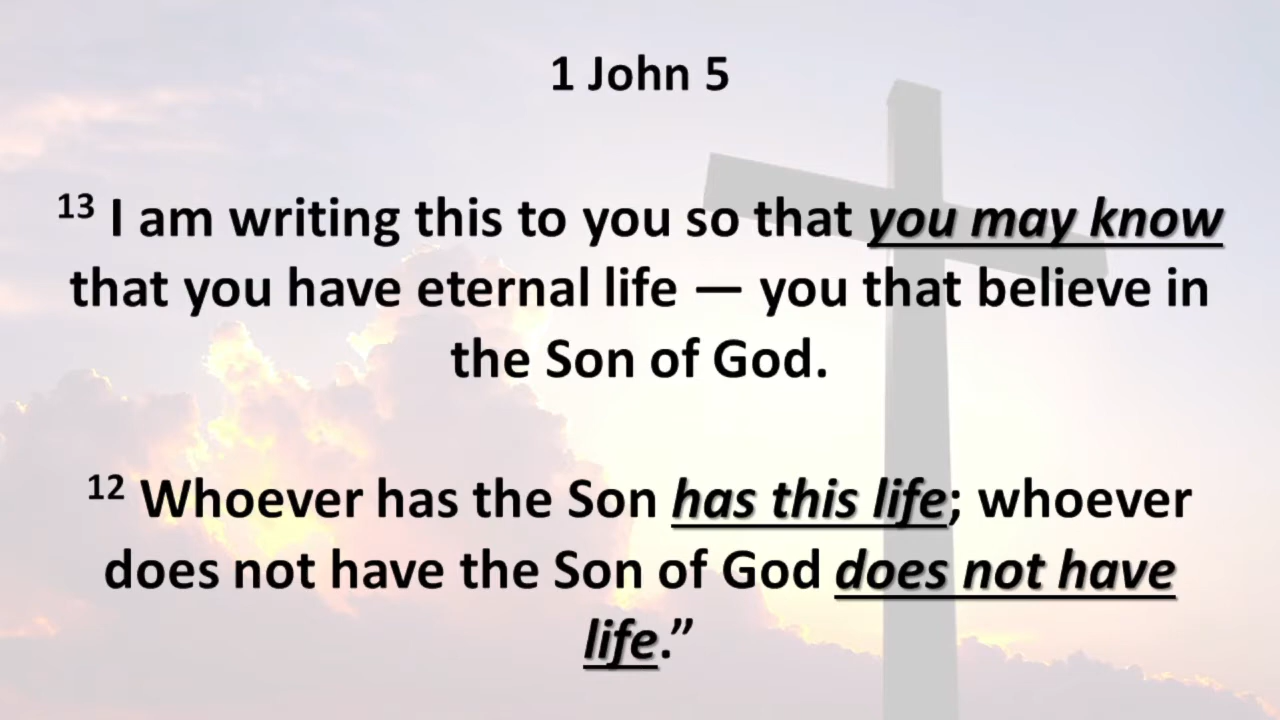 1 John 5
13 I am writing this to you so that you may know
that you have eternal life — you that believe in
the Son of God.
12 Whoever has the Son has this life; whoever
does not have the Son of God does not have
life.”